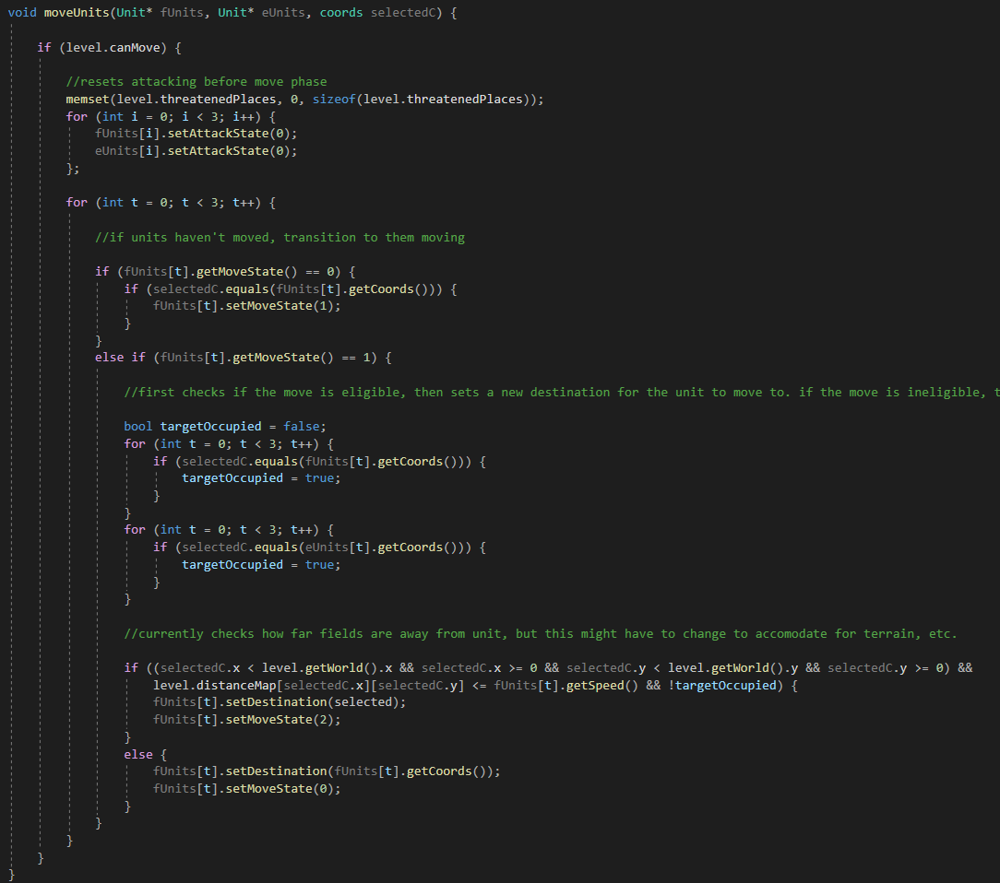 void moveUnits(Unit* fUnits, Unit* eUnits, coords selectedC) {
if (level.canMove) {
//resets attacking before move phase
memset(level.threatenedPlaces, 0, sizeof(level.threatenedPlaces));
for (int i = 0; i < 3; i++) {
fUnits[i].setAttackState(0);
eUnits[i].setAttackState(0);
};
for (int t = 0; t < 3; t++) {
//if units haven't moved, transition to them moving
if (fUnits[t].getMoveState() == 0) {
if (selectedC.equals(fUnits[t].getCoords())) {
fUnits[t].setMoveState(1);
}
}
else if (fUnits[t].getMoveState() == 1) {
//first checks if the move is eligible, then sets a new destination for the unit to move to. if the move is ineligible, t
bool targetOccupied = false;
for (int t = 0; t < 3; t++) {
if (selectedC.equals(fUnits[t].getCoords())) {
targetOccupied = true;
}
}
for (int t = 0; t < 3; t++) {
if (selectedC.equals(eUnits[t].getCoords())) {
targetOccupied = true;
}
}
//currently checks how far fields are away from unit, but this might have to change to accomodate for terrain, etc.
if ((selectedC.x < level.getWorld().x && selectedC.x >= 0 && selectedC.y < level.getWorld().y && selectedC.y >= 0) &&
level.distanceMap[selectedC.x][selectedC.y] <= fUnits[t].getSpeed() && !targetOccupied) {
fUnits[t].setDestination(selected);
fUnits[t].setMoveState(2);
}
else {
fUnits[t].setDestination(fUnits[t].getCoords());
fUnits[t].setMoveState(0);
}
}
}
}
}